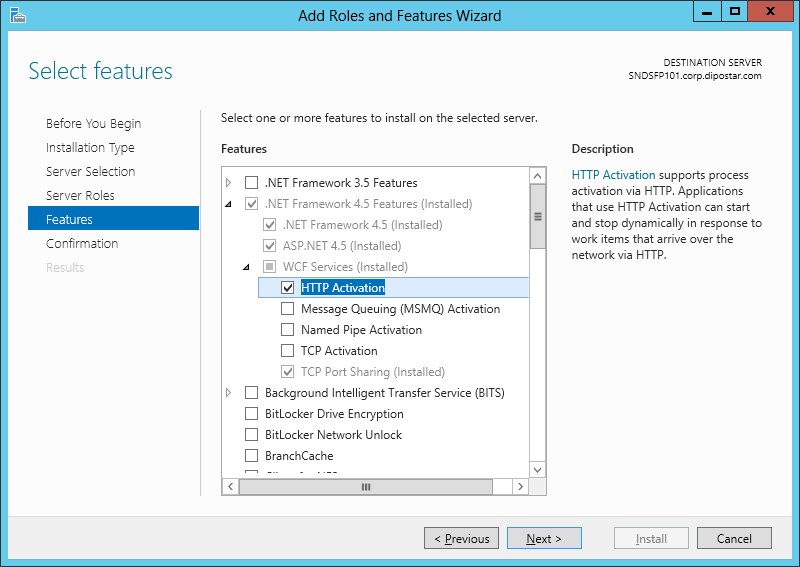 Add Roles and Features Wizard
Select features
DESTINATION SERVER
SNDSFP101.corp.dipostar.com
Before You Begin
Installation Type
Server Selection
Server Roles
Features
Confirmation
Results
Select one or more features to install on the selected server.
Features
.NET Framework 3.5 Features
.NET Framework 4.5 Features (Installed)
.NET Framework 4.5 (Installed)
ASP.NET 4.5 (Installed)
WCF Services (Installed)
HTTP Activation
Message Queuing (MSMQ) Activation
Named Pipe Activation
TCP Activation
TCP Port Sharing (Installed)
Background Intelligent Transfer Service (BITS)
BitLocker Drive Encryption
BitLocker Network Unlock
BranchCache
Description
HTTP Activation supports process
activation via HTTP. Applications
that use HTTP Activation can start
and stop dynamically in response to
work items that arrive over the
network via HTTP.
< Previous
Next >
Install
Cancel